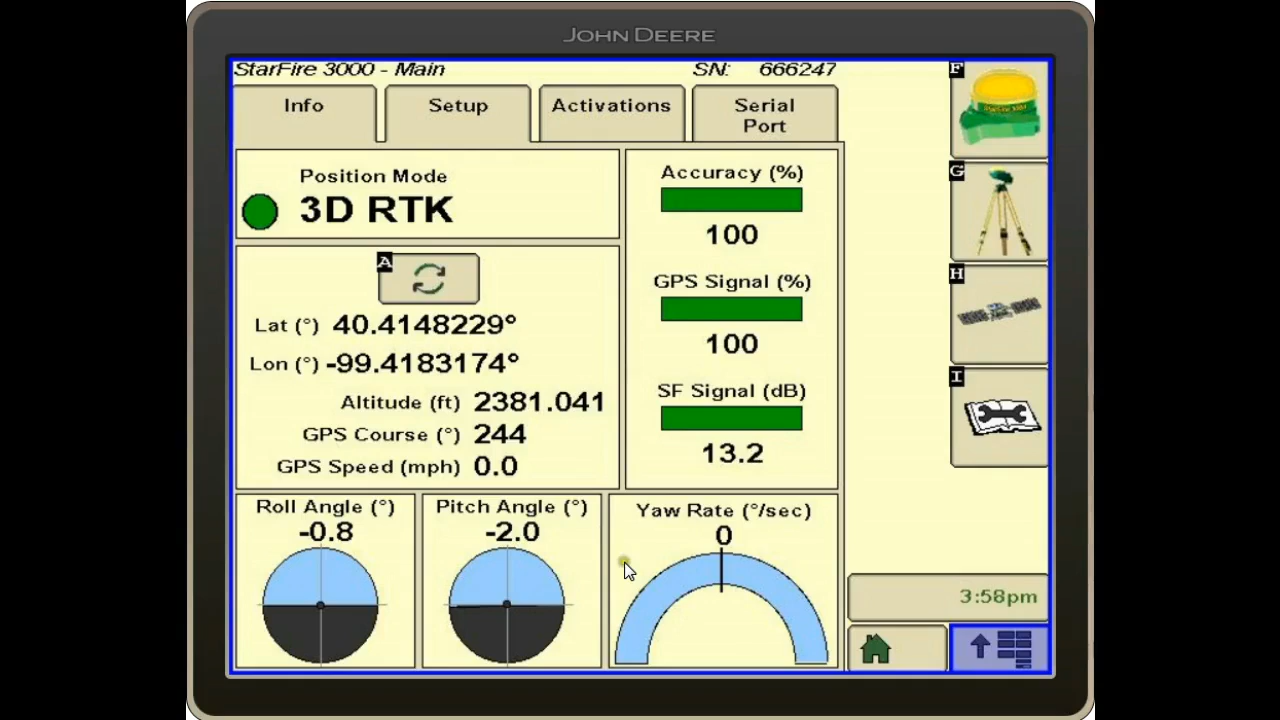 JOHN DEERE
StarFire 3000 - Main SN: 666247
Info Setup Activations Serial Port
Position Mode
3D RTK
A
Lat (°) 40.4148229°
Lon (°) -99.4183174°
Altitude (ft) 2381.041
GPS Course (°) 244
GPS Speed (mph) 0.0
Accuracy (%)
100
GPS Signal (%)
100
SF Signal (dB)
13.2
Roll Angle (°)
-0.8
Pitch Angle (°)
-2.0
Yaw Rate (°/sec)
0
F
G
H
I
3:58pm